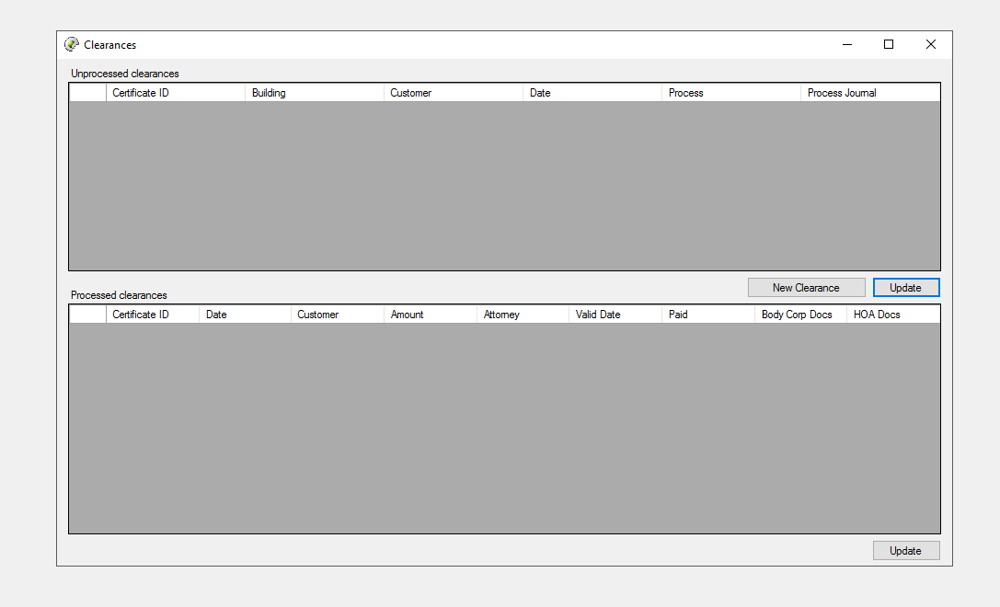 Clearances
Unprocessed clearances
Certificate ID Building Customer Date Process Process Journal
New Clearance Update
Processed clearances
Certificate ID Date Customer Amount Attorney Valid Date Paid Body Corp Docs HOA Docs
Update